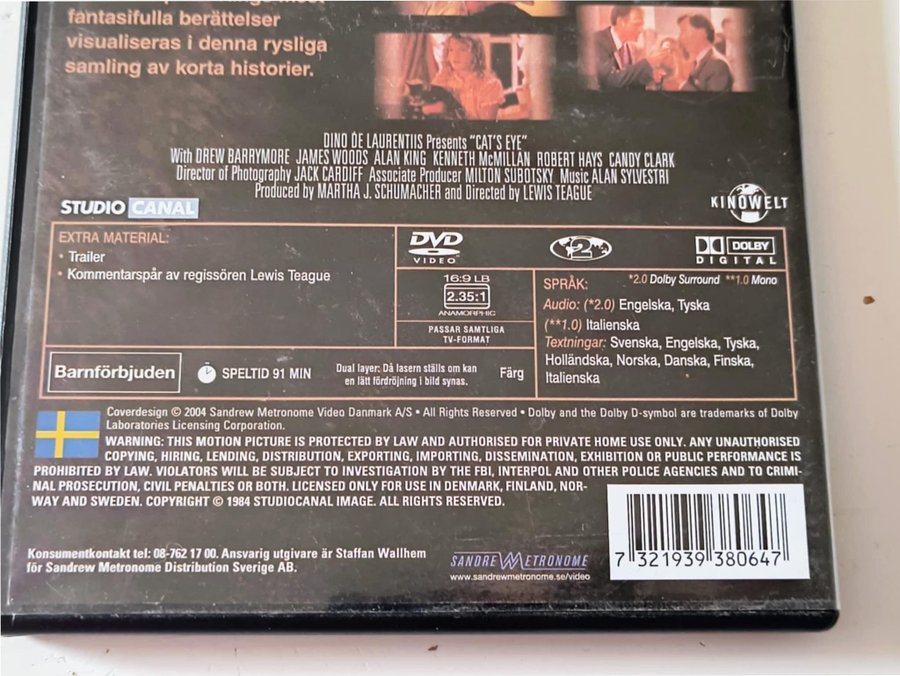 fantasifulla berättelser
visualiseras i denna rysliga
samling av korta historier.
DINO DE LAURENTIIS Presents "CAT'S EYE"
With DREW BARRYMORE JAMES WOODS ALAN KING KENNETH McMILLAN ROBERT HAYS CANDY CLARK
Director of Photography JACK CARDIFF Associate Producer MILTON SUBOTSKY Music ALAN SYLVESTRI
Produced by MARTHA J. SCHUMACHER and Directed by LEWIS TEAGUE
STUDIO CANAL
KINOWELT
EXTRA MATERIAL:
• Trailer
• Kommentarspår av regissören Lewis Teague
DVD
VIDEO
2
DOLBY
DIGITAL
16:9 LB
2.35:1
ANAMORPHIC
PASSAR SAMTLIGA
TV-FORMAT
SPRÅK: *2.0 Dolby Surround **1.0 Mono
Audio: (*2.0) Engelska, Tyska
(**1.0) Italienska
Textningar: Svenska, Engelska, Tyska,
Holländska, Norska, Danska, Finska,
Italienska
Barnförbjuden
SPELTID 91 MIN
Dual layer: Då lasern ställs om kan
en lätt fördröjning i bild synas.
Färg
Coverdesign © 2004 Sandrew Metronome Video Danmark A/S • All Rights Reserved • Dolby and the Dolby D-symbol are trademarks of Dolby
Laboratories Licensing Corporation.
WARNING: THIS MOTION PICTURE IS PROTECTED BY LAW AND AUTHORISED FOR PRIVATE HOME USE ONLY. ANY UNAUTHORISED
COPYING, HIRING, LENDING, DISTRIBUTION, EXPORTING, IMPORTING, DISSEMINATION, EXHIBITION OR PUBLIC PERFORMANCE IS
PROHIBITED BY LAW. VIOLATORS WILL BE SUBJECT TO INVESTIGATION BY THE FBI, INTERPOL AND OTHER POLICE AGENCIES AND TO CRIMI-
NAL PROSECUTION, CIVIL PENALTIES OR BOTH. LICENSED ONLY FOR USE IN DENMARK, FINLAND, NOR-
WAY AND SWEDEN. COPYRIGHT © 1984 STUDIOCANAL IMAGE. ALL RIGHTS RESERVED.
Konsumentkontakt tel: 08-762 17 00. Ansvarig utgivare är Staffan Wallhem
för Sandrew Metronome Distribution Sverige AB.
SANDREW METRONOME
www.sandrewmetronome.se/video
7 321939 380647